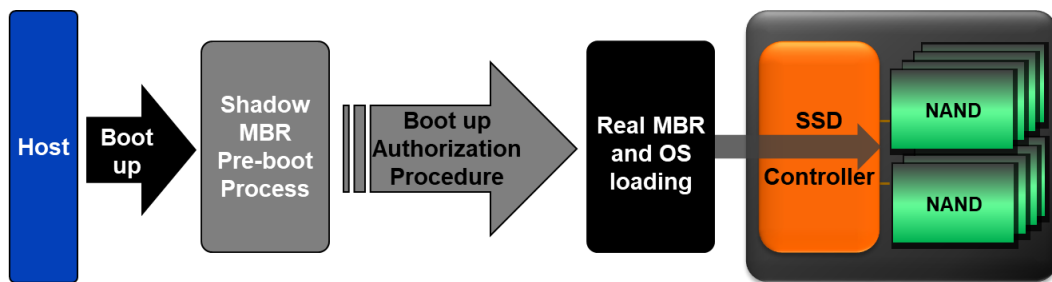 Host
Boot
up
Shadow
MBR
Pre-boot
Process
Boot up
Authorization
Procedure
Real MBR
and OS
loading
SSD
Controller
NAND
NAND